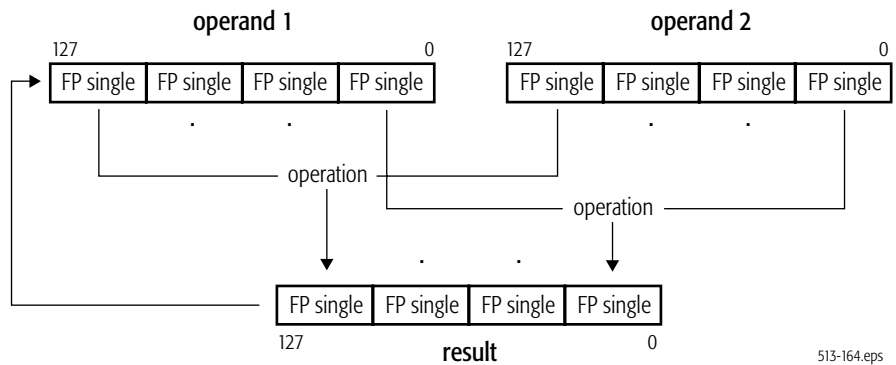 operand 1 operand 2
127 0 127 0
FP single FP single FP single FP single FP single FP single FP single FP single
. . . .
operation
operation
. .
FP single FP single FP single FP single
127 0
result
513-164.eps